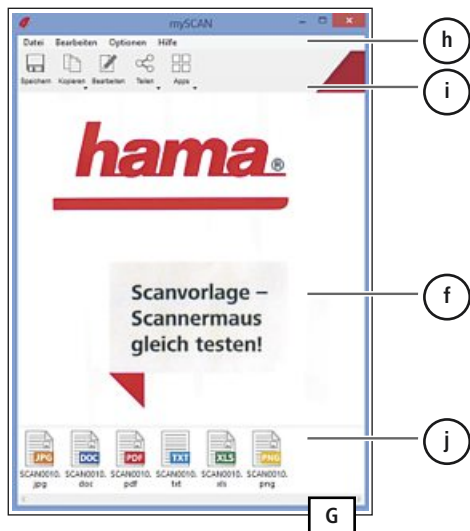 mySCAN
Datei Bearbeiten Optionen Hilfe
Speichern Kopieren Bearbeiten Teilen Apps
hama®
Scanvorlage –
Scannermaus
gleich testen!
JPG DOC PDF TXT XLS PNG
SCAN0010. SCAN0010. SCAN0010. SCAN0010. SCAN0010. SCAN0010.
jpg doc pdf txt xls png
h
i
f
j
G